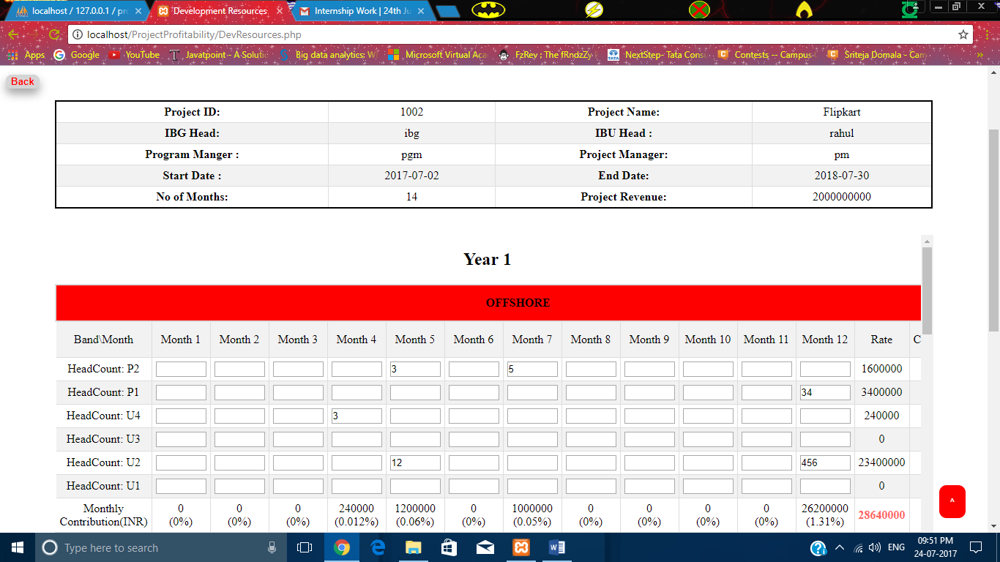 localhost / 127.0.0.1 / pro
Development Resources
Internship Work | 24th Ju
localhost/ProjectProfitability/DevResources.php
Apps Google YouTube Javatpoint - A Solutio Big data analytics: W Microsoft Virtual Aca FzRev : The fRndzZy NextStep - Tata Consu Contests -- Campus Sriteja Domala - Cam
Back
Project ID: 1002 Project Name: Flipkart
IBG Head: ibg IBU Head : rahul
Program Manger : pgm Project Manager: pm
Start Date : 2017-07-02 End Date: 2018-07-30
No of Months: 14 Project Revenue: 2000000000
Year 1
OFFSHORE
Band\Month Month 1 Month 2 Month 3 Month 4 Month 5 Month 6 Month 7 Month 8 Month 9 Month 10 Month 11 Month 12 Rate C
HeadCount: P2 3 5 1600000
HeadCount: P1 34 3400000
HeadCount: U4 3 240000
HeadCount: U3 0
HeadCount: U2 12 456 23400000
HeadCount: U1 0
Monthly 0 0 0 240000 1200000 0 1000000 0 0 0 0 26200000
Contribution(INR) (0%) (0%) (0%) (0.012%) (0.06%) (0%) (0.05%) (0%) (0%) (0%) (0%) (1.31%) 28640000
^
Type here to search
ENG
09:51 PM
24-07-2017